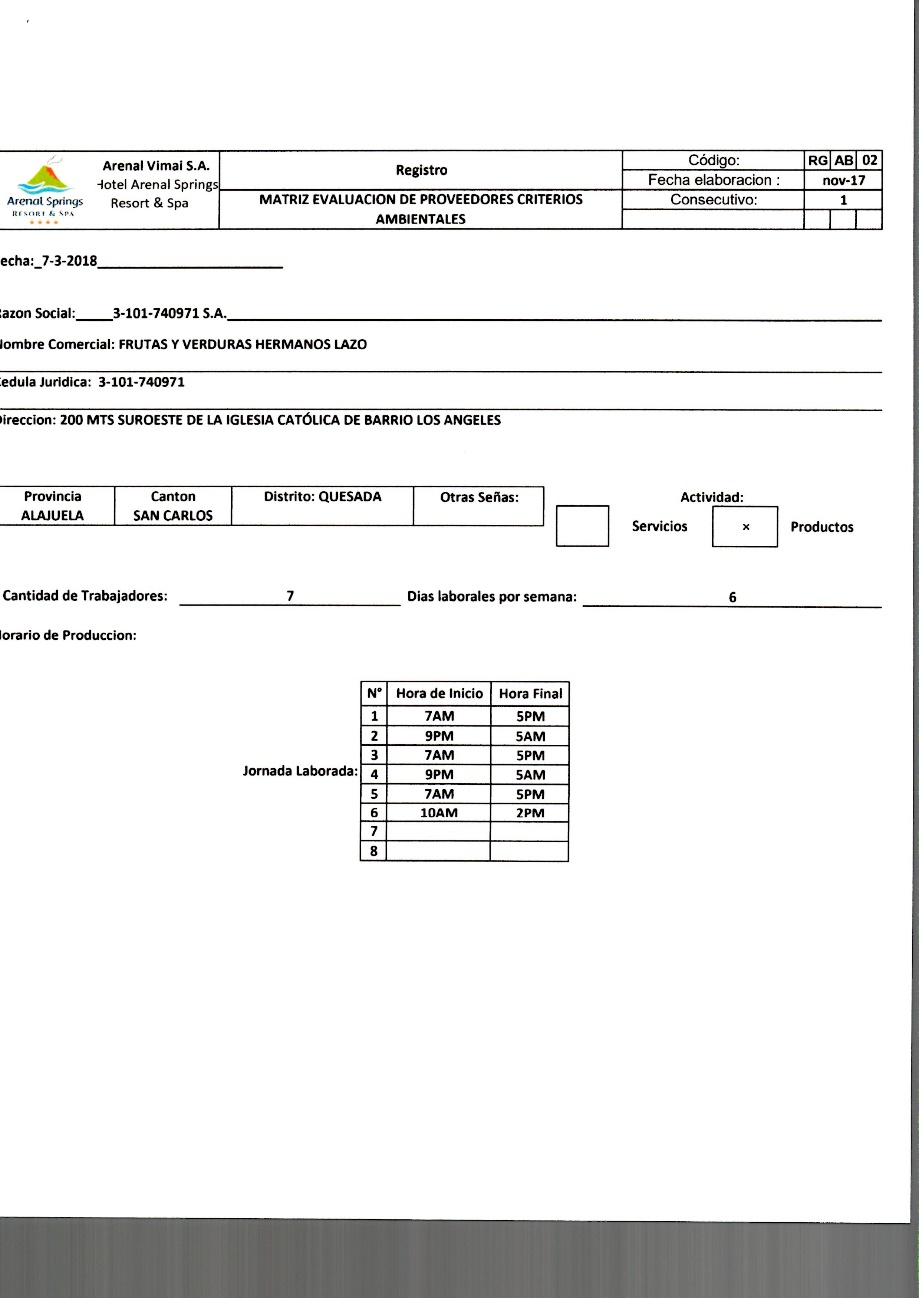 Arenal Springs
RESORT & SPA
Arenal Vimai S.A.
Hotel Arenal Springs
Resort & Spa
Registro
MATRIZ EVALUACION DE PROVEEDORES CRITERIOS
AMBIENTALES
Código: RG AB 02
Fecha elaboracion : nov-17
Consecutivo: 1
echa:_7-3-2018
azon Social:_____3-101-740971 S.A.
ombre Comercial: FRUTAS Y VERDURAS HERMANOS LAZO
edula Juridica: 3-101-740971
ireccion: 200 MTS SUROESTE DE LA IGLESIA CATÓLICA DE BARRIO LOS ANGELES
Provincia Canton Distrito: QUESADA Otras Señas: Actividad:
ALAJUELA SAN CARLOS
Servicios × Productos
Cantidad de Trabajadores: 7 Dias laborales por semana: 6
orario de Produccion:
N° Hora de Inicio Hora Final
1 7AM 5PM
2 9PM 5AM
3 7AM 5PM
Jornada Laborada: 4 9PM 5AM
5 7AM 5PM
6 10AM 2PM
7
8